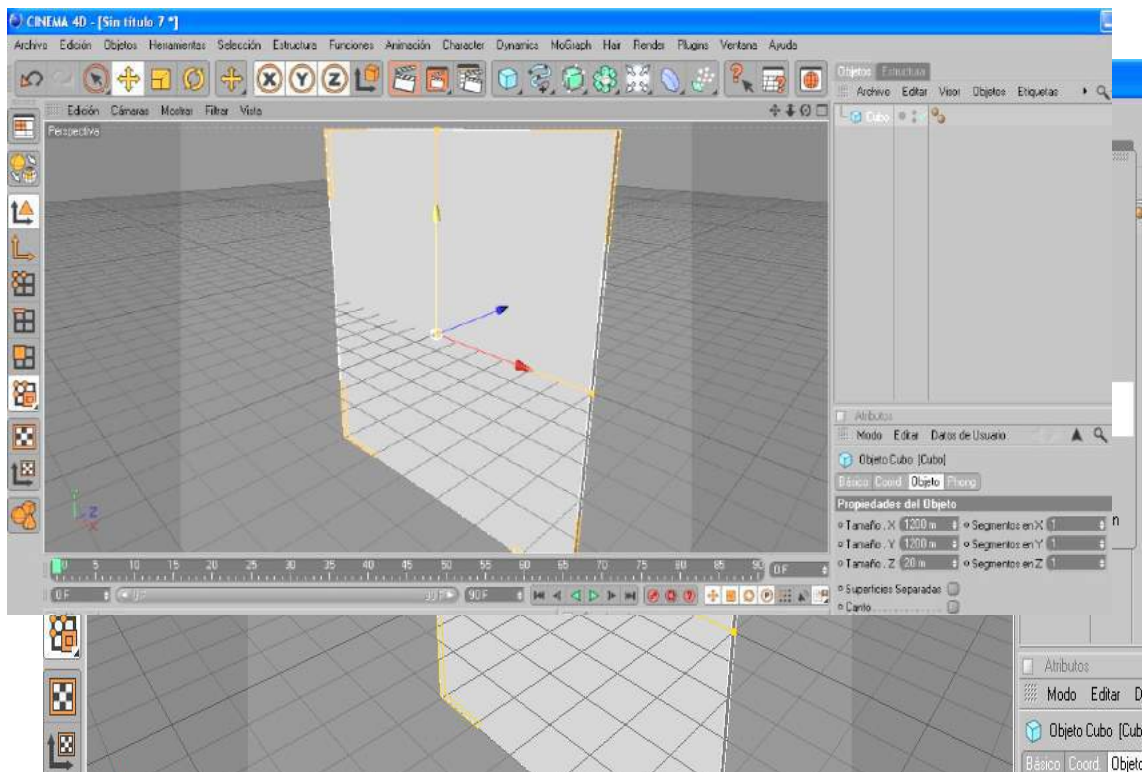 CINEMA 4D - [Sin título 7 *]
Archivo Edición Objetos Herramientas Selección Estructura Funciones Animación Character Dynamics MoGraph Hair Render Plugins Ventana Ayuda
Objetos Estructura
Archivo Editar Visor Objetos Etiquetas
Edición Cámaras Mostrar Filtrar Vista
Perspectiva
Cubo
X Y Z
Y
Z
X
Atributos
Modo Editar Datos de Usuario
Objeto Cubo [Cubo]
Básico Coord. Objeto Phong
Propiedades del Objeto
Tamaño . X 1200 m Segmentos en X 1
Tamaño . Y 1200 m Segmentos en Y 1
Tamaño . Z 20 m Segmentos en Z 1
Superficies Separadas
Canto
0 5 10 15 20 25 30 35 40 45 50 55 60 65 70 75 80 85 90 0 F
0 F 0 F 90 F 90 F
n
Atributos
Modo Editar D
Objeto Cubo [Cub
Básico Coord. Objeto